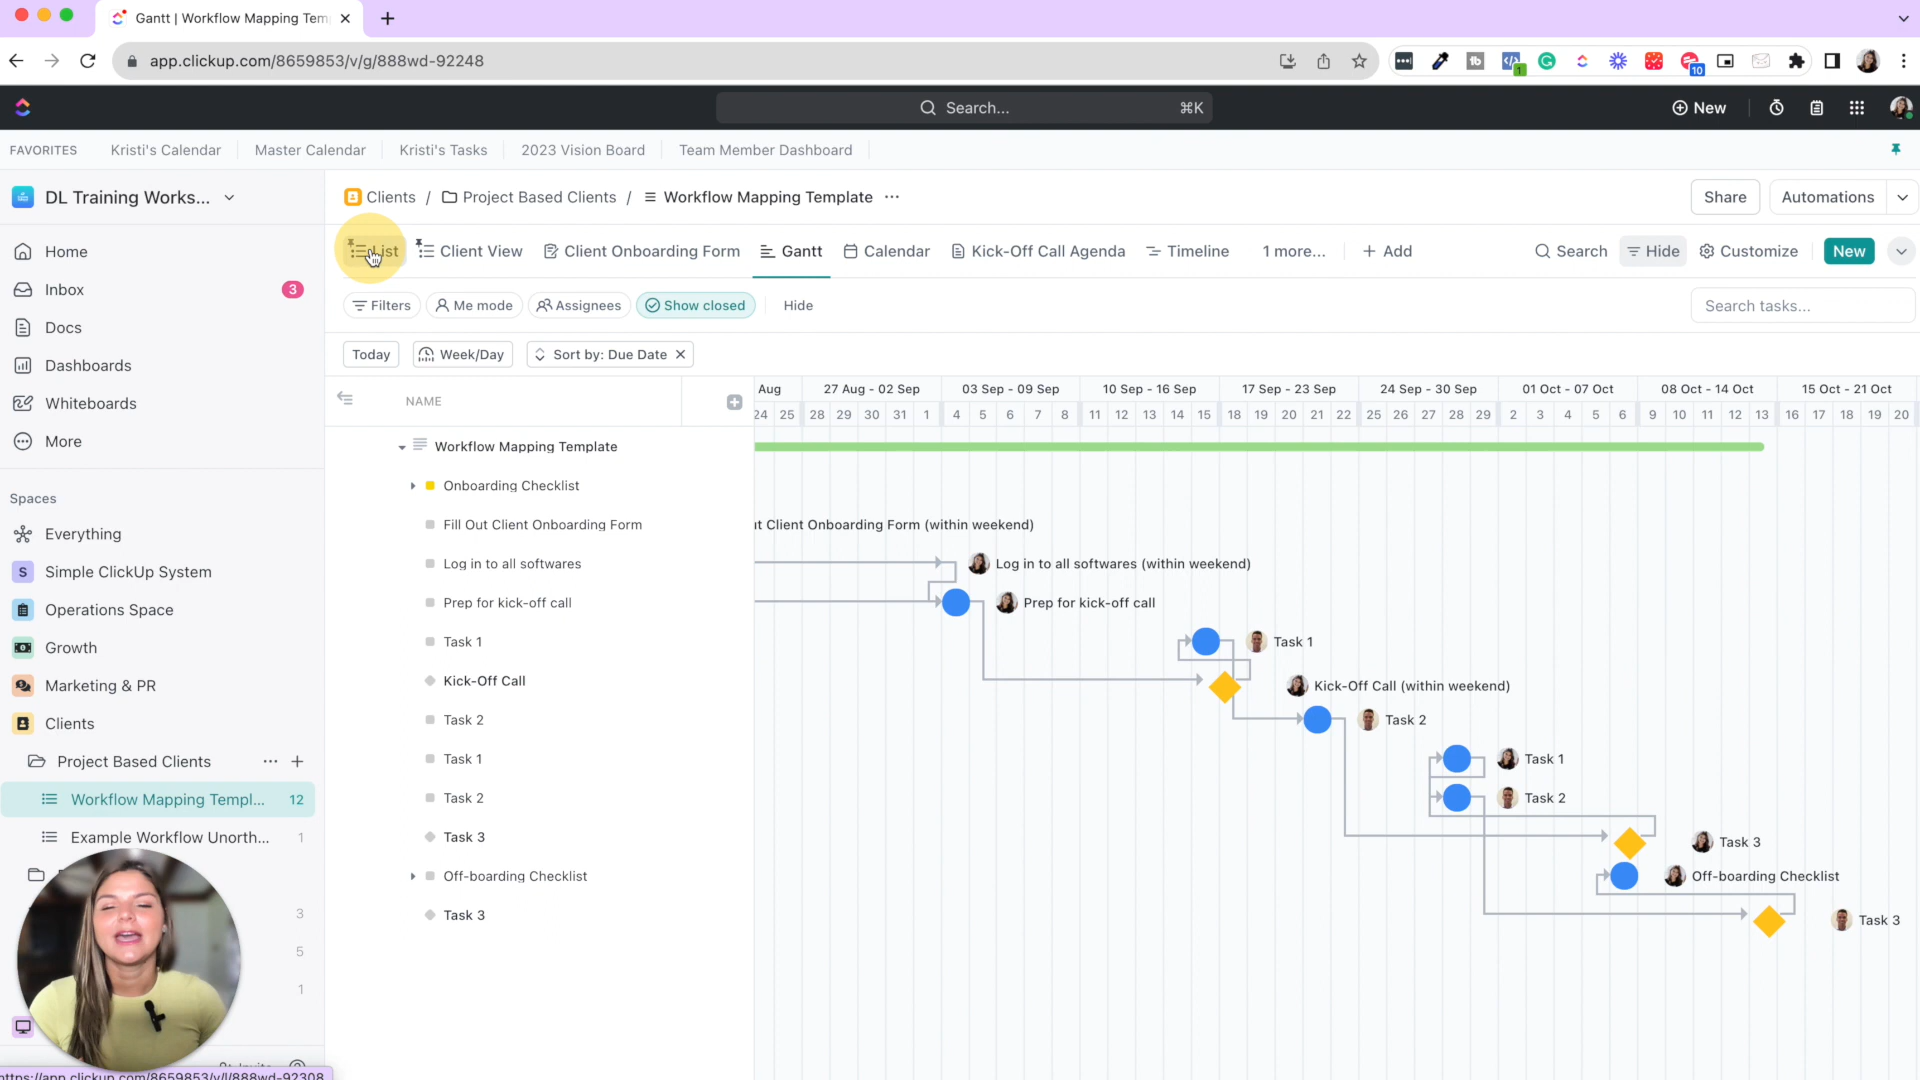 Gantt | Workflow Mapping Tem
app.clickup.com/8659853/v/g/888wd-92248
1
10
Search...
⌘K
New
FAVORITES
Kristi's Calendar
Master Calendar
Kristi's Tasks
2023 Vision Board
Team Member Dashboard
DL Training Works...
Clients / Project Based Clients / Workflow Mapping Template ...
Share
Automations
List
Client View
Client Onboarding Form
Gantt
Calendar
Kick-Off Call Agenda
Timeline
1 more...
+ Add
Search
Hide
Customize
New
Filters
Me mode
Assignees
Show closed
Hide
Search tasks...
Today
Week/Day
Sort by: Due Date
Home
Inbox
3
Docs
Dashboards
Whiteboards
More
Spaces
Everything
S
Simple ClickUp System
Operations Space
Growth
Marketing & PR
Clients
Project Based Clients
Workflow Mapping Templ...
12
Example Workflow Unorth...
1
3
5
1
https://app.clickup.com/8659853/v/l/888wd-92308
NAME
Aug
27 Aug - 02 Sep
03 Sep - 09 Sep
10 Sep - 16 Sep
17 Sep - 23 Sep
24 Sep - 30 Sep
01 Oct - 07 Oct
08 Oct - 14 Oct
15 Oct - 21 Oct
24 25 28 29 30 31 1 4 5 6 7 8 11 12 13 14 15 18 19 20 21 22 25 26 27 28 29 2 3 4 5 6 9 10 11 12 13 16 17 18 19 20
Workflow Mapping Template
Onboarding Checklist
Fill Out Client Onboarding Form
Log in to all softwares
Prep for kick-off call
Task 1
Kick-Off Call
Task 2
Task 1
Task 2
Task 3
Off-boarding Checklist
Task 3
Client Onboarding Form (within weekend)
Log in to all softwares (within weekend)
Prep for kick-off call
Task 1
Kick-Off Call (within weekend)
Task 2
Task 1
Task 2
Task 3
Off-boarding Checklist
Task 3